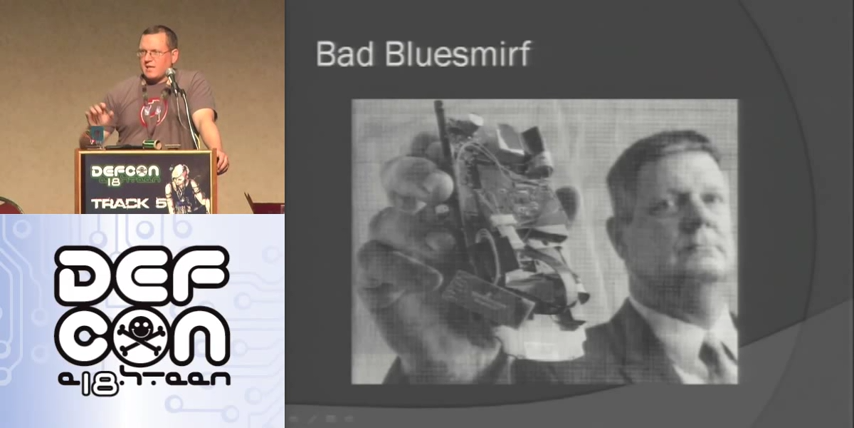 Bad Bluesmirf
DEFCON
18
TRACK 5
DEF
CON
e18hteen